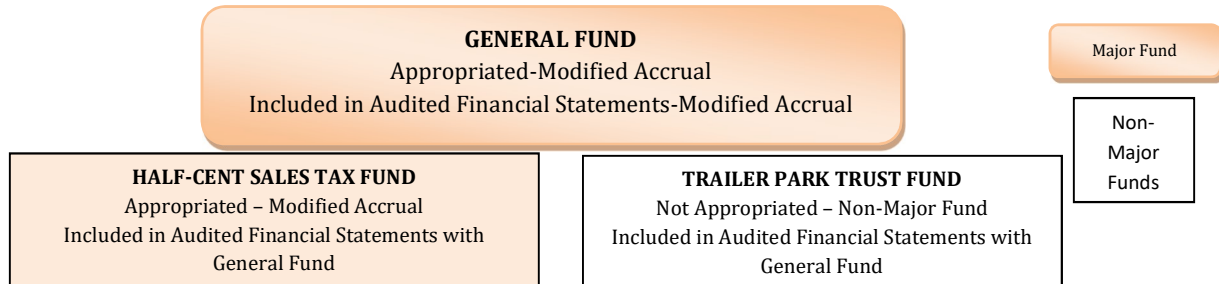 GENERAL FUND
Appropriated-Modified Accrual
Included in Audited Financial Statements-Modified Accrual
Major Fund
Non-
Major
Funds
HALF-CENT SALES TAX FUND
Appropriated – Modified Accrual
Included in Audited Financial Statements with
General Fund
TRAILER PARK TRUST FUND
Not Appropriated – Non-Major Fund
Included in Audited Financial Statements with
General Fund